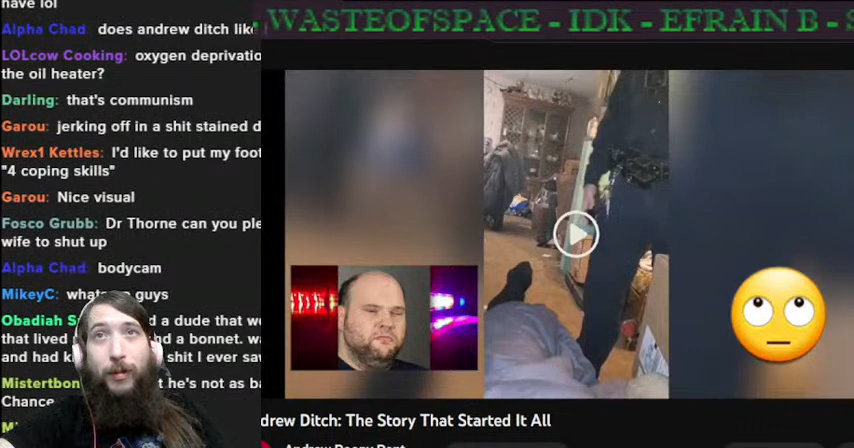 have lol
Alpha Chad: does andrew ditch lik
LOLcow Cooking: oxygen deprivatio
the oil heater?
Darling: that's communism
Garou: jerking off in a shit stained d
Wrex1 Kettles: I'd like to put my foot
"4 coping skills"
Garou: Nice visual
Fosco Grubb: Dr Thorne can you ple
wife to shut up
Alpha Chad: bodycam
MikeyC: guys
Obadiah a dude that w
that lived a bonnet.
and had shit I ever sa
Mistertbon he's not as ba
Chance
WASTEOFSPACE - IDK - EFRAIN B - S
drew Ditch: The Story That Started It All